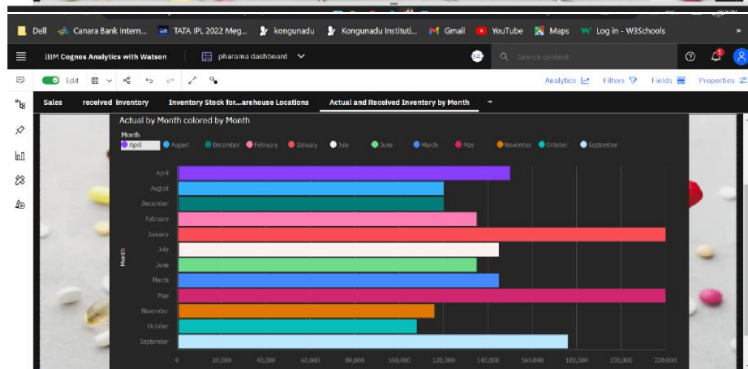 Dell Canara Bank Intern... TATA IPL 2022 Meg... kongunadu Kongunadu Instituti... Gmail YouTube Maps Log in - W3Schools »
IBM Cognos Analytics with Watson pharama dashboard Search content
Edit Analytics Filters Fields Properties
Sales received Inventory Inventory Stock for...arehouse Locations Actual and Received Inventory by Month +
Actual by Month colored by Month
Month
April August December February January July June March May November October September
April
August
December
February
January
July
June
March
May
November
October
September
Month
0 20,000 40,000 60,000 80,000 100,000 120,000 140,000 160,000 180,000 200,000 220,000